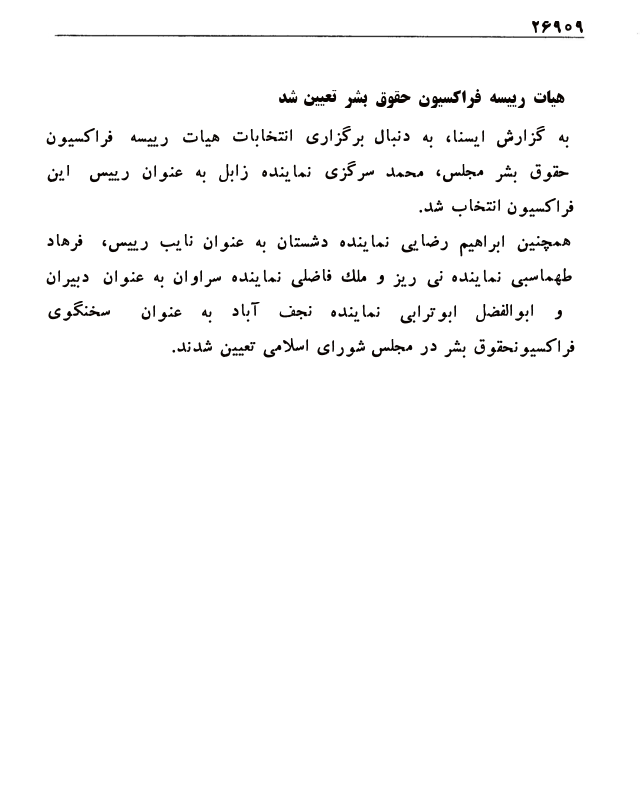 ۲۶۹۰۹
هیات رییسه فراکسیون حقوق بشر تعیین شد
به گزارش ایسنا، به دنبال برگزاری انتخابات هیات رییسه فراکسیون
حقوق بشر مجلس، محمد سرگزی نماینده زابل به عنوان رییس این
فراکسیون انتخاب شد.
همچنین ابراهیم رضایی نماینده دشستان به عنوان نایب رییس، فرهاد
طهماسبی نماینده نی ریز و ملك فاضلی نماینده سراوان به عنوان دبیران
و ابوالفضل ابوترابی نماینده نجف آباد به عنوان سخنگوی
فراکسیونحقوق بشر در مجلس شورای اسلامی تعیین شدند.